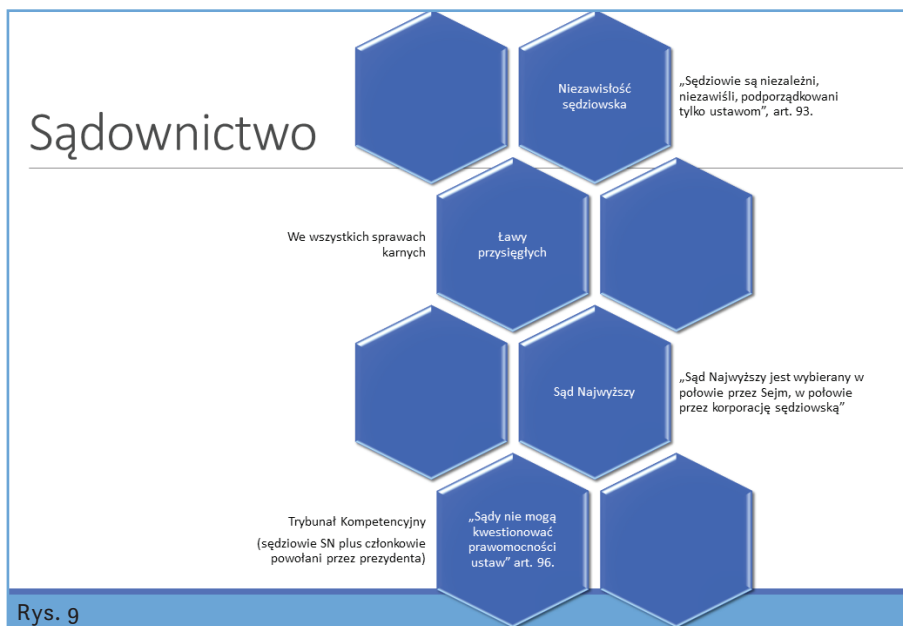 Sądownictwo
Niezawisłość
sędziowska
„Sędziowie są niezależni,
niezawiśli, podporządkowani
tylko ustawom”, art. 93.
We wszystkich sprawach
karnych
Ławy
przysięgłych
Sąd Najwyższy
„Sąd Najwyższy jest wybierany w
połowie przez Sejm, w połowie
przez korporację sędziowską”
Trybunał Kompetencyjny
(sędziowie SN plus członkowie
powołani przez prezydenta)
„Sądy nie mogą
kwestionować
prawomocności
ustaw” art. 96.
Rys. 9